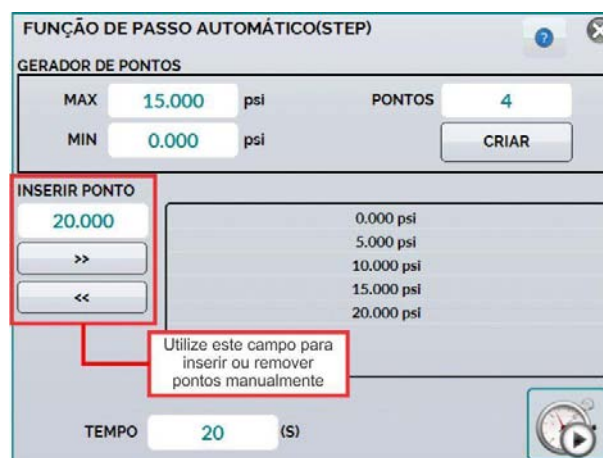 FUNÇÃO DE PASSO AUTOMÁTICO(STEP)
?
GERADOR DE PONTOS
MAX 15.000 psi PONTOS 4
MIN 0.000 psi CRIAR
INSERIR PONTO
20.000
>>
<<
0.000 psi
5.000 psi
10.000 psi
15.000 psi
20.000 psi
Utilize este campo para
inserir ou remover
pontos manualmente
TEMPO 20 (S)